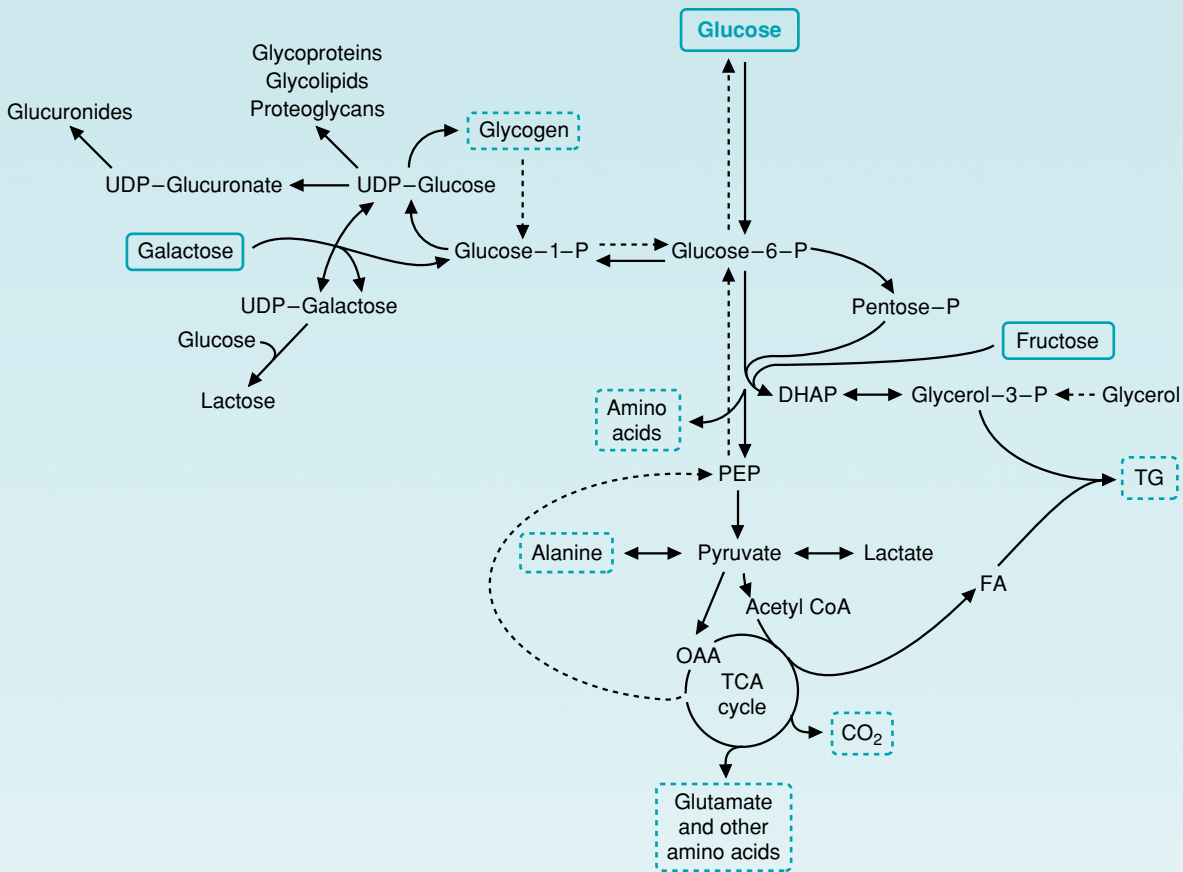 Glucose
Glycoproteins
Glycolipids
Proteoglycans
Glucuronides
Glycogen
UDP–Glucuronate
UDP–Glucose
Galactose
Glucose–1–P
Glucose–6–P
UDP–Galactose
Pentose–P
Glucose
Fructose
Lactose
Amino
acids
DHAP
Glycerol–3–P
Glycerol
PEP
TG
Alanine
Pyruvate
Lactate
FA
Acetyl CoA
OAA
TCA
cycle
CO₂
Glutamate
and other
amino acids